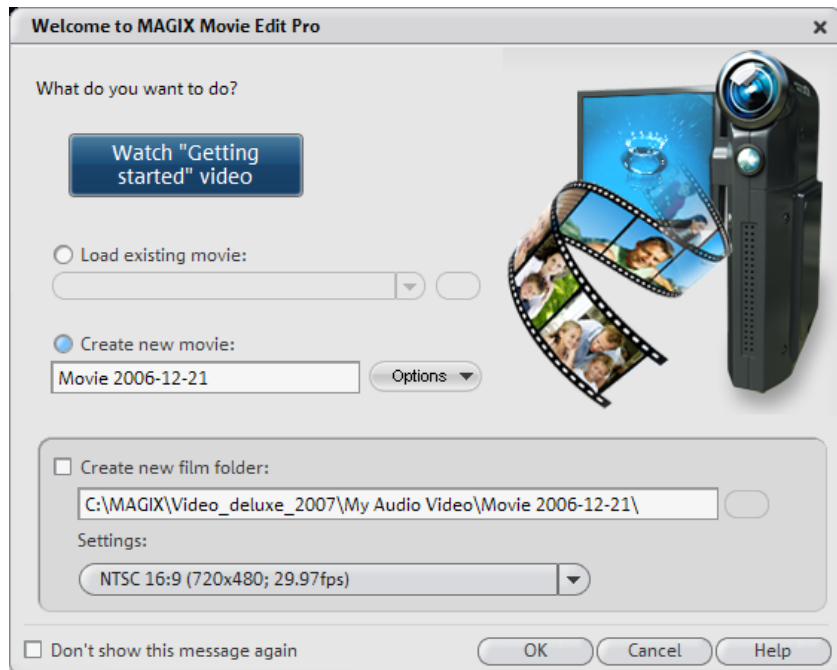 Welcome to MAGIX Movie Edit Pro
What do you want to do?
Watch "Getting
started" video
Load existing movie:
Create new movie:
Movie 2006-12-21
Options
Create new film folder:
C:\MAGIX\Video_deluxe_2007\My Audio Video\Movie 2006-12-21\
Settings:
NTSC 16:9 (720x480; 29.97fps)
Don't show this message again
OK
Cancel
Help